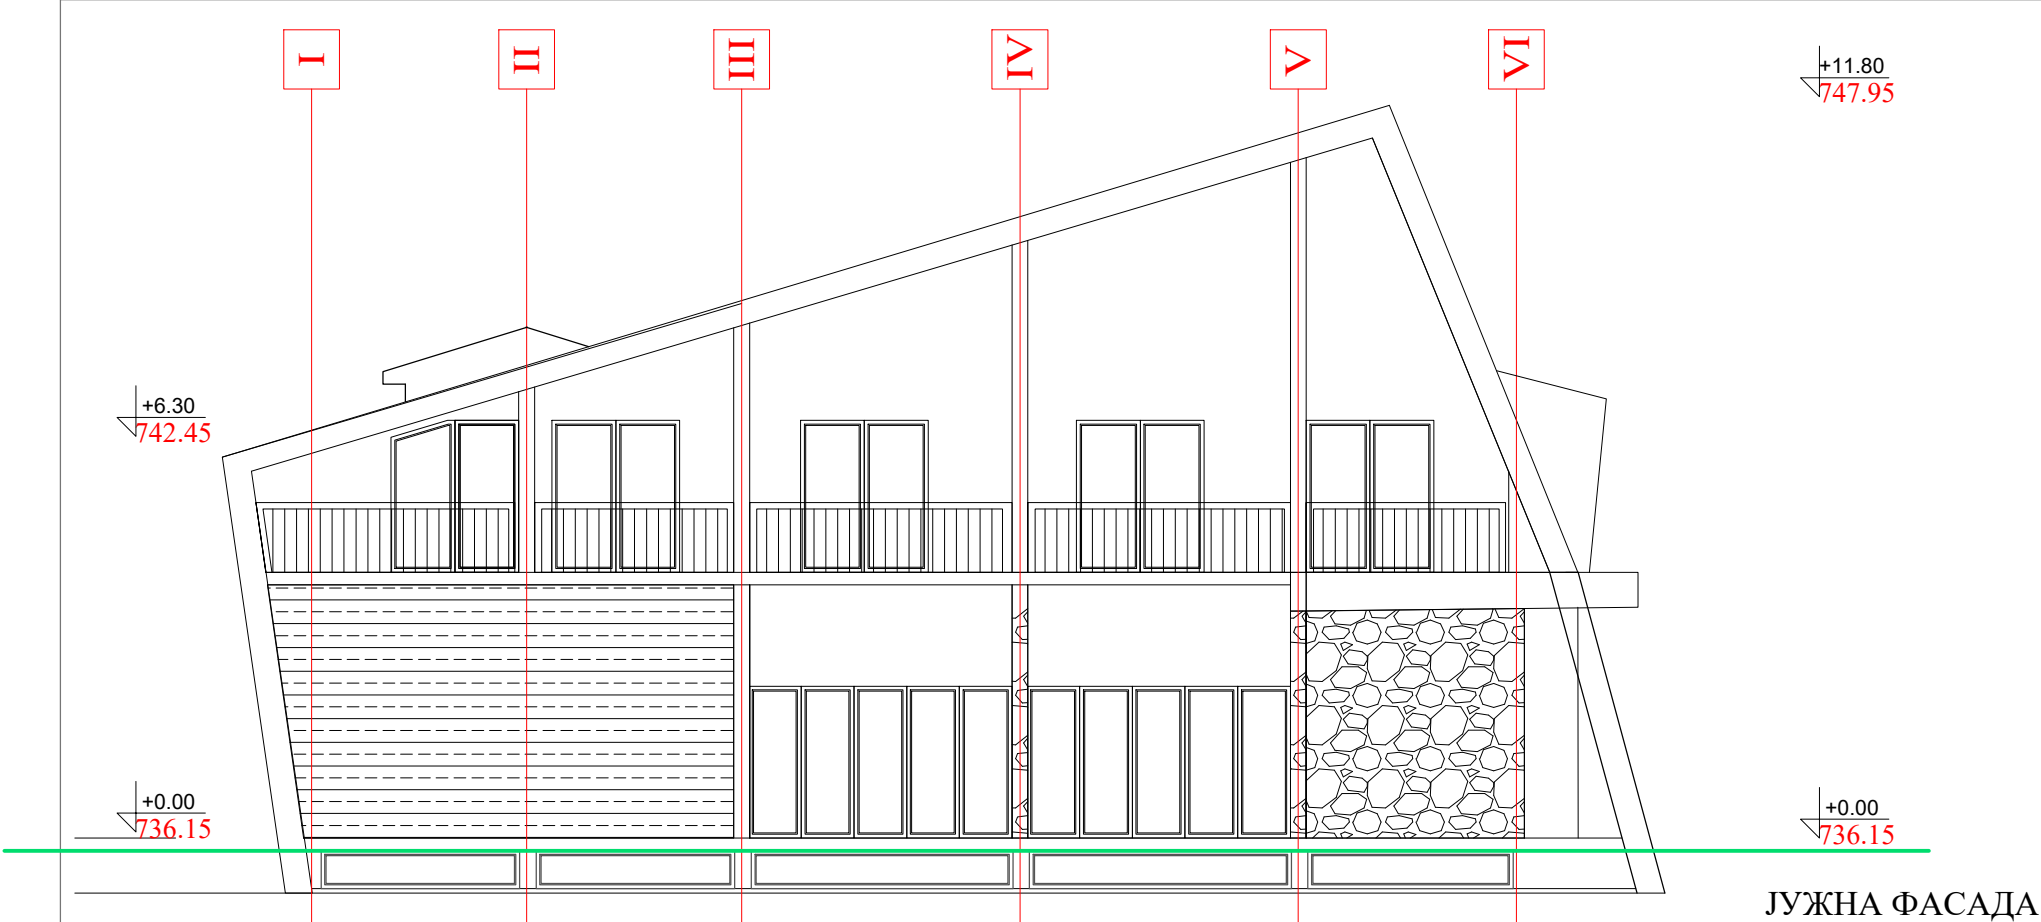 I
II
III
IV
V
VI
+11.80
747.95
+6.30
742.45
+0.00
736.15
+0.00
736.15
ЈУЖНА ФАСАДА